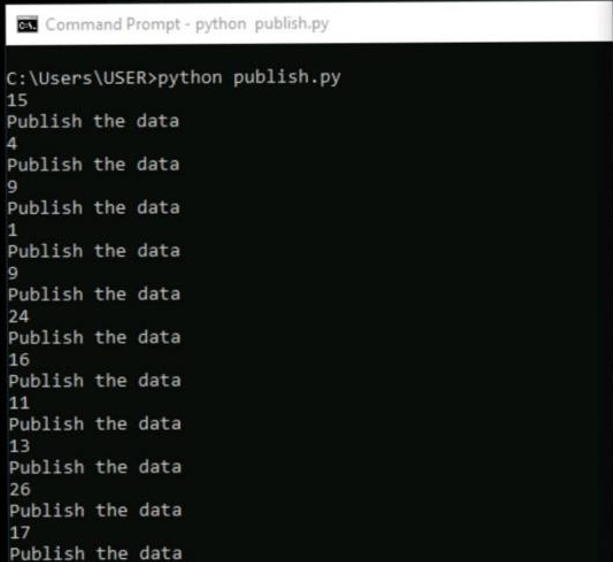 Command Prompt - python publish.py
C:\Users\USER>python publish.py
15
Publish the data
4
Publish the data
9
Publish the data
1
Publish the data
9
Publish the data
24
Publish the data
16
Publish the data
11
Publish the data
13
Publish the data
26
Publish the data
17
Publish the data